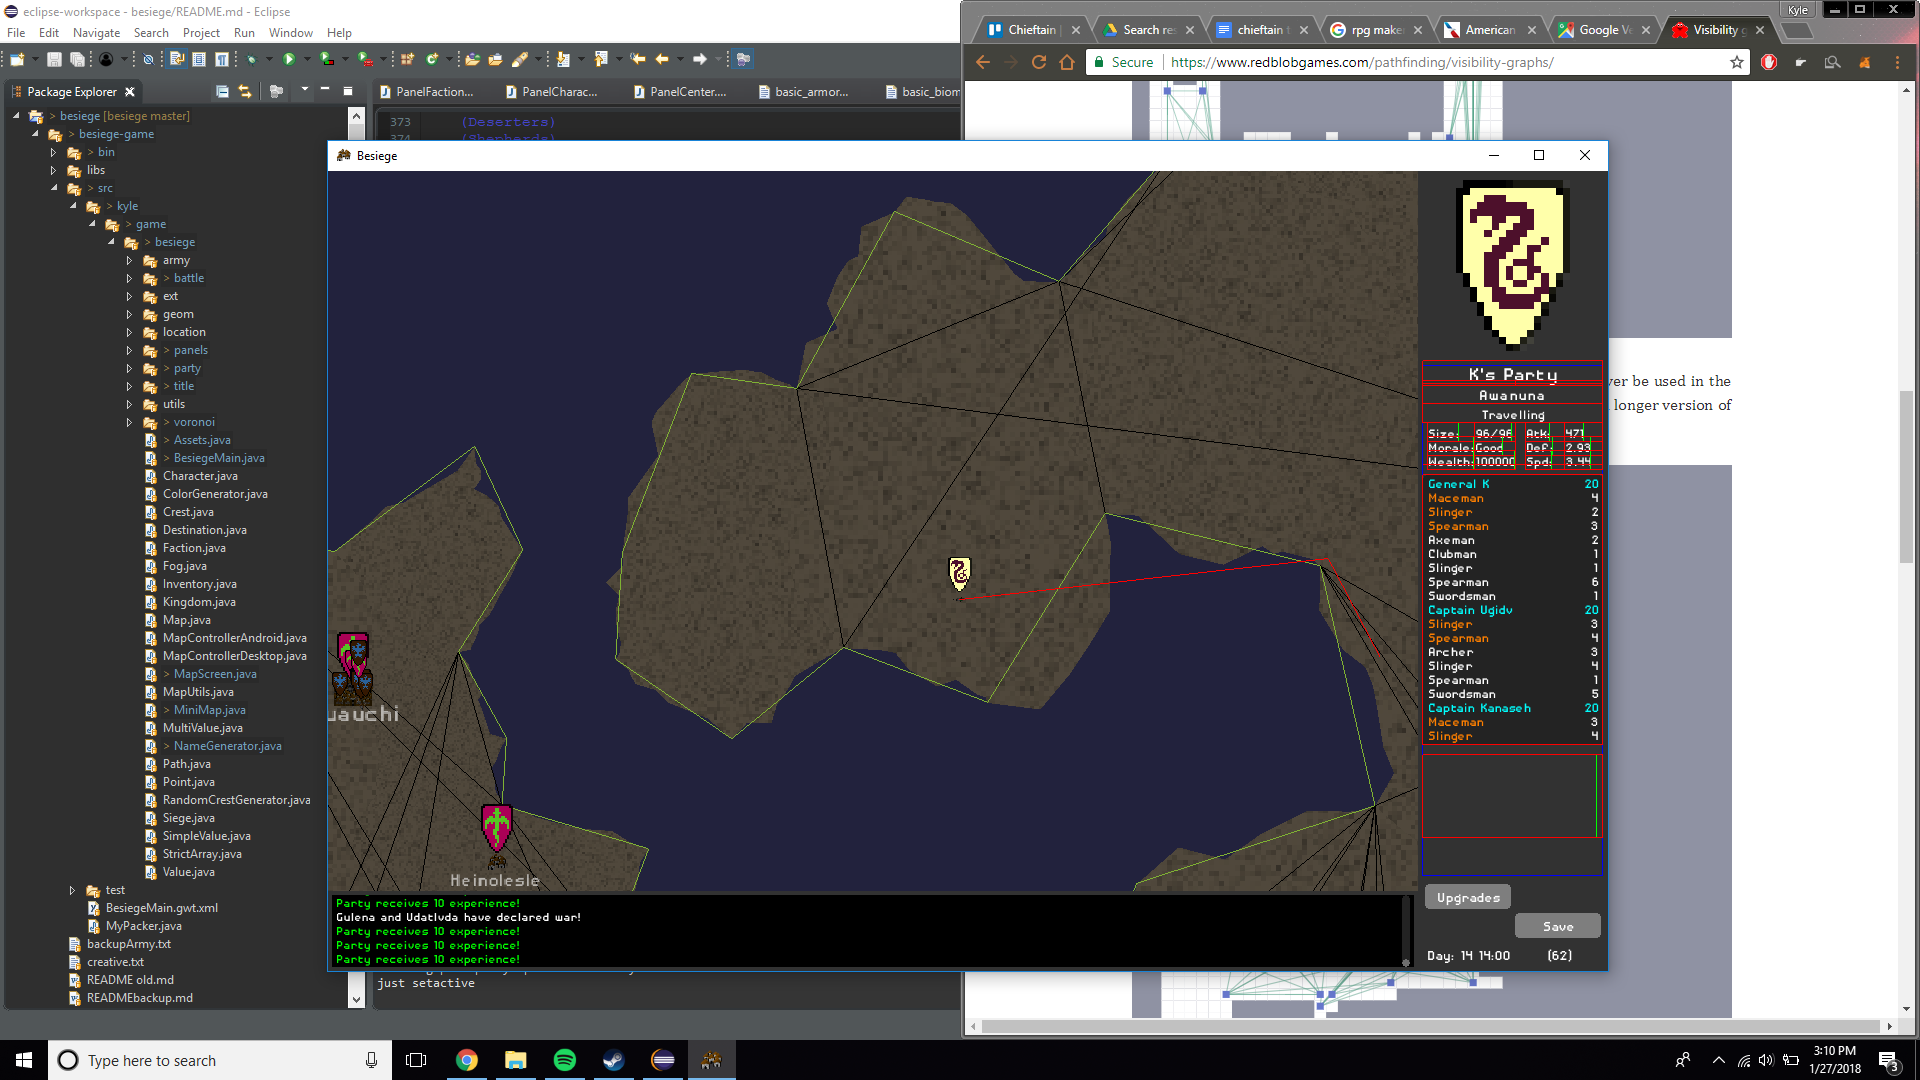 eclipse-workspace - besiege/README.md - Eclipse
File Edit Navigate Search Project Run Window Help
Package Explorer
> besiege [besiege master]
> besiege-game
> bin
libs
> src
> kyle
> game
> besiege
army
> battle
ext
geom
location
> panels
> party
> title
utils
> voronoi
> Assets.java
> BesiegeMain.java
Character.java
ColorGenerator.java
Crest.java
Destination.java
Faction.java
Fog.java
Inventory.java
Kingdom.java
Map.java
MapControllerAndroid.java
MapControllerDesktop.java
> MapScreen.java
MapUtils.java
> MiniMap.java
MultiValue.java
> NameGenerator.java
Path.java
Point.java
RandomCrestGenerator.java
Siege.java
SimpleValue.java
StrictArray.java
Value.java
test
BesiegeMain.gwt.xml
MyPacker.java
backupArmy.txt
creative.txt
README old.md
READMEbackup.md
PanelFaction... PanelCharac... PanelCenter.... basic_armor... basic_biom
373 (Deserters)
374 (Shepherds)
just setactive
Kyle
Chieftain Search re chieftain t rpg make American Google V Visibility g
Secure https://www.redblobgames.com/pathfinding/visibility-graphs/
ver be used in the
longer version of
Besiege
uauchi
Heinolesle
K's Party
Awanuna
Travelling
Size: 96/96 Atk: 471
Morale: Good Def: 2.93
Wealth: 100000 Spd: 3.44
General K 20
Maceman 4
Slinger 2
Spearman 3
Axeman 2
Clubman 1
Slinger 1
Spearman 6
Swordsman 1
Captain Ugidv 20
Slinger 3
Spearman 4
Archer 3
Slinger 4
Spearman 1
Swordsman 5
Captain Kanaseh 20
Maceman 3
Slinger 4
Upgrades
Save
Day: 14 14:00 (62)
Party receives 10 experience!
Gulena and Udatlvda have declared war!
Party receives 10 experience!
Party receives 10 experience!
Party receives 10 experience!
Type here to search
3:10 PM
1/27/2018
3